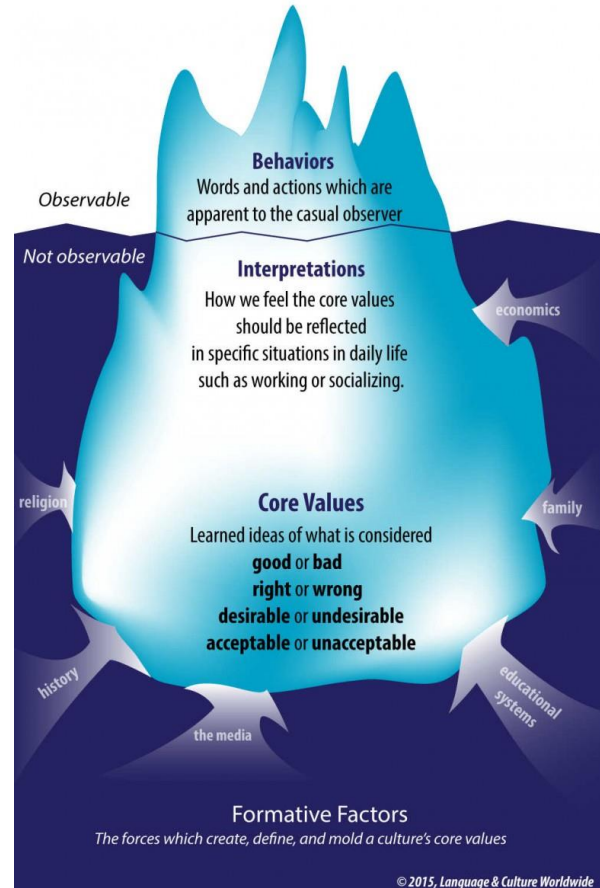 Behaviors
Words and actions which are
apparent to the casual observer
Observable
Not observable
Interpretations
How we feel the core values
should be reflected
in specific situations in daily life
such as working or socializing.
economics
religion
family
Core Values
Learned ideas of what is considered
good or bad
right or wrong
desirable or undesirable
acceptable or unacceptable
history
the media
educational
systems
Formative Factors
The forces which create, define, and mold a culture's core values
© 2015, Language & Culture Worldwide